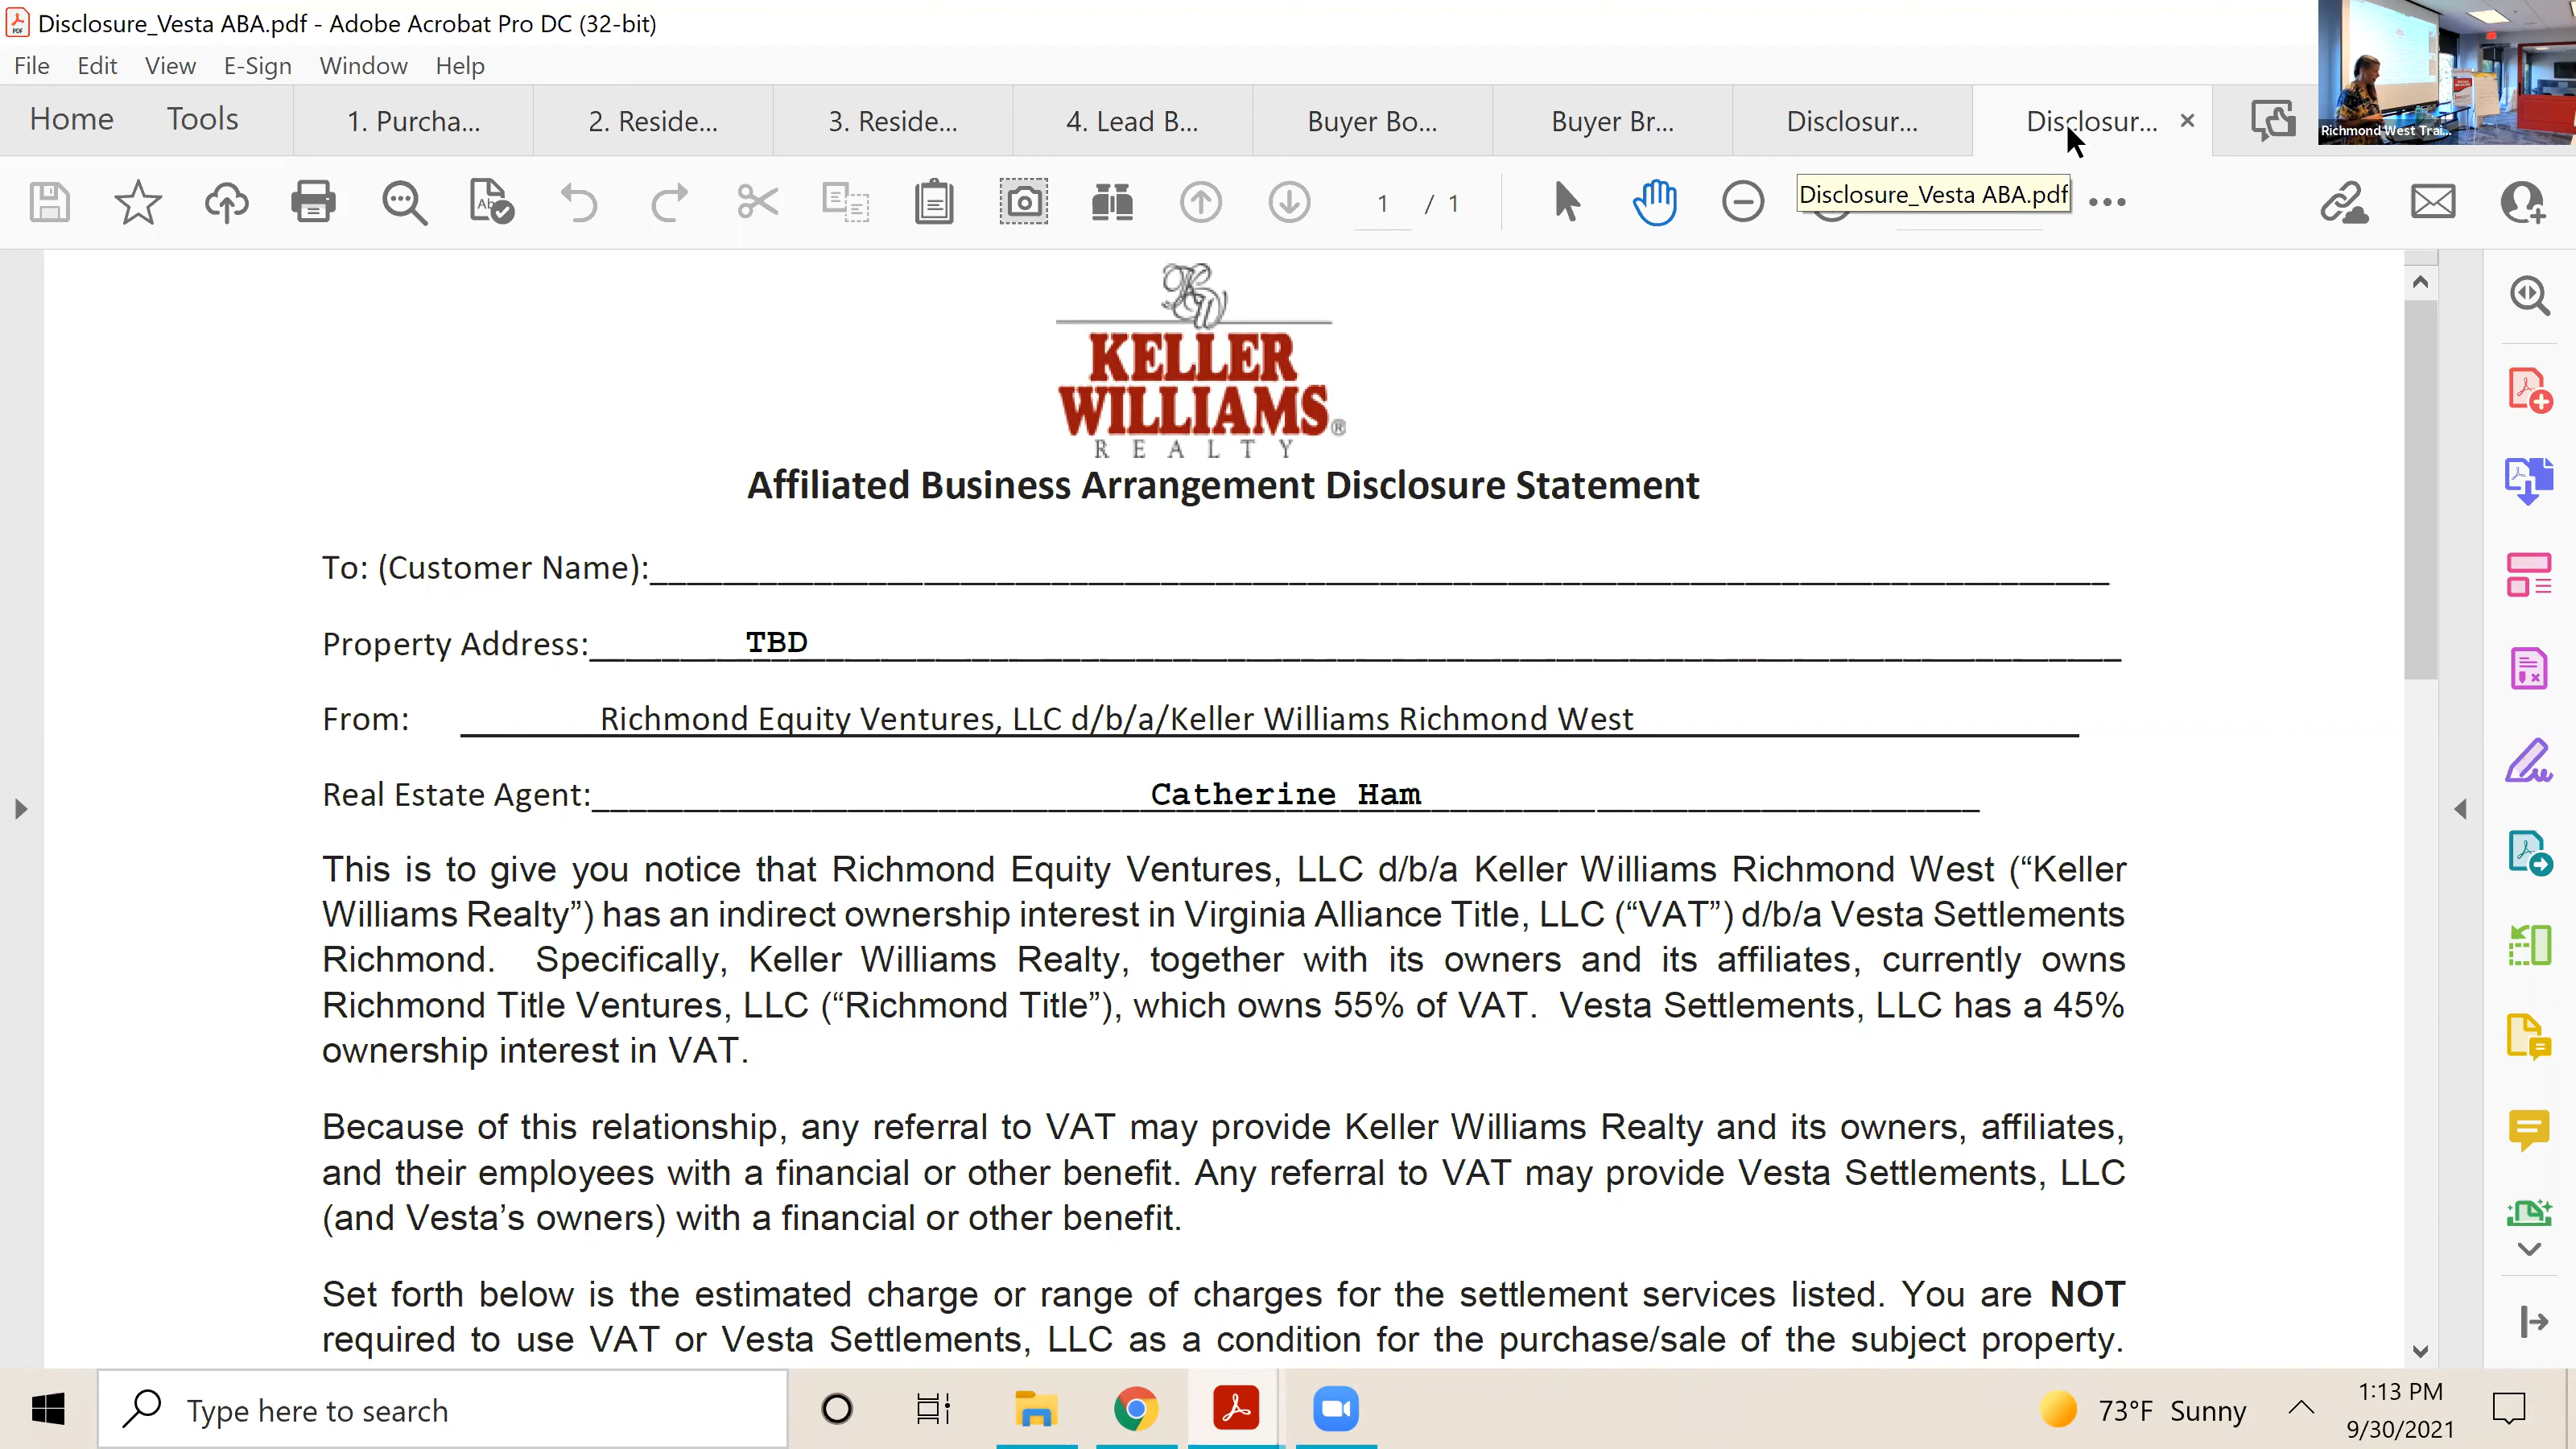 Disclosure_Vesta ABA.pdf - Adobe Acrobat Pro DC (32-bit)
File Edit View E-Sign Window Help
Home Tools 1. Purcha... 2. Reside... 3. Reside... 4. Lead B... Buyer Bo... Buyer Br... Disclosur... Disclosur... ×
Richmond West Trai...
1 / 1
Disclosure_Vesta ABA.pdf
KELLER
WILLIAMS®
REALTY
Affiliated Business Arrangement Disclosure Statement
To: (Customer Name):
Property Address: TBD
From: Richmond Equity Ventures, LLC d/b/a/Keller Williams Richmond West
Real Estate Agent: Catherine Ham
This is to give you notice that Richmond Equity Ventures, LLC d/b/a Keller Williams Richmond West (“Keller
Williams Realty”) has an indirect ownership interest in Virginia Alliance Title, LLC (“VAT”) d/b/a Vesta Settlements
Richmond. Specifically, Keller Williams Realty, together with its owners and its affiliates, currently owns
Richmond Title Ventures, LLC (“Richmond Title”), which owns 55% of VAT. Vesta Settlements, LLC has a 45%
ownership interest in VAT.
Because of this relationship, any referral to VAT may provide Keller Williams Realty and its owners, affiliates,
and their employees with a financial or other benefit. Any referral to VAT may provide Vesta Settlements, LLC
(and Vesta’s owners) with a financial or other benefit.
Set forth below is the estimated charge or range of charges for the settlement services listed. You are NOT
required to use VAT or Vesta Settlements, LLC as a condition for the purchase/sale of the subject property.
Type here to search
73°F Sunny
1:13 PM
9/30/2021